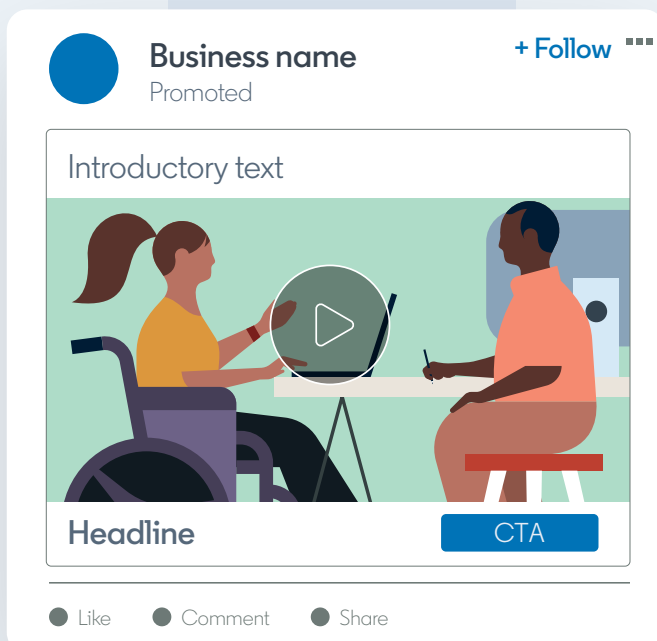 Business name
+ Follow
Promoted
Introductory text
Headline
CTA
Like
Comment
Share